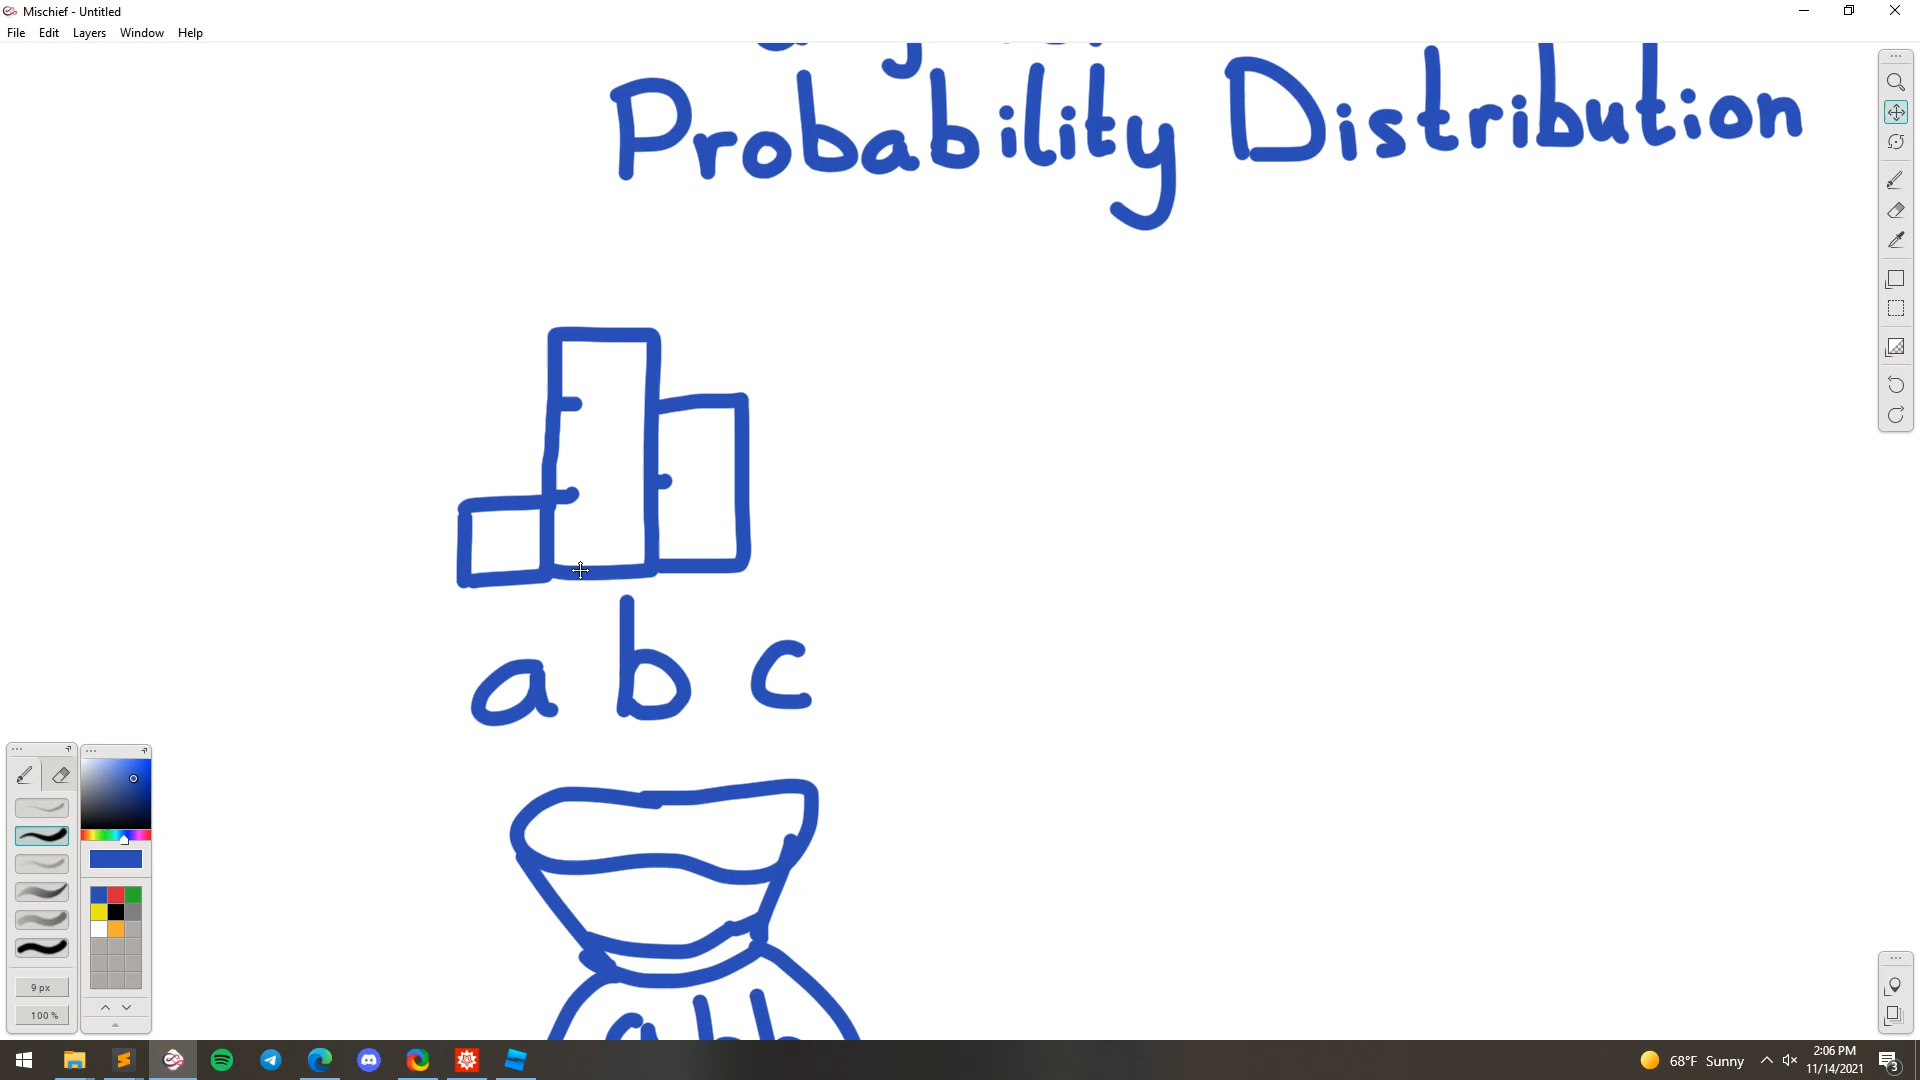 Mischief - Untitled
File Edit Layers Window Help
Probability Distribution
a b c
a b b
9 px
100 %
68°F Sunny
2:06 PM
11/14/2021
3